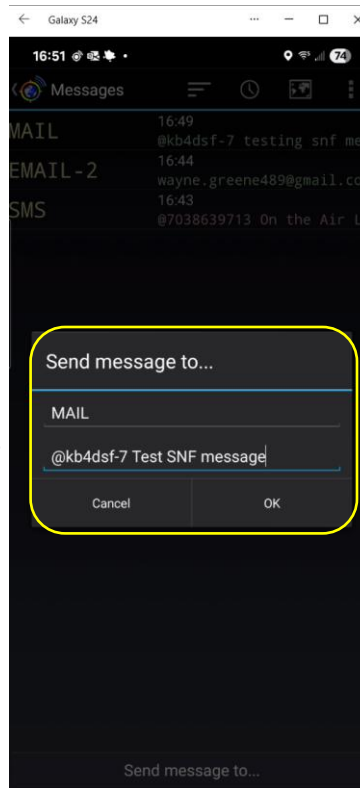 Galaxy S24
16:51
74
Messages
MAIL
16:49
@kb4dsf-7 testing snf me
EMAIL-2
16:44
wayne.greene489@gmail.co
SMS
16:43
@7038639713 On the Air L
Send message to...
MAIL
@kb4dsf-7 Test SNF message
Cancel
OK
Send message to...